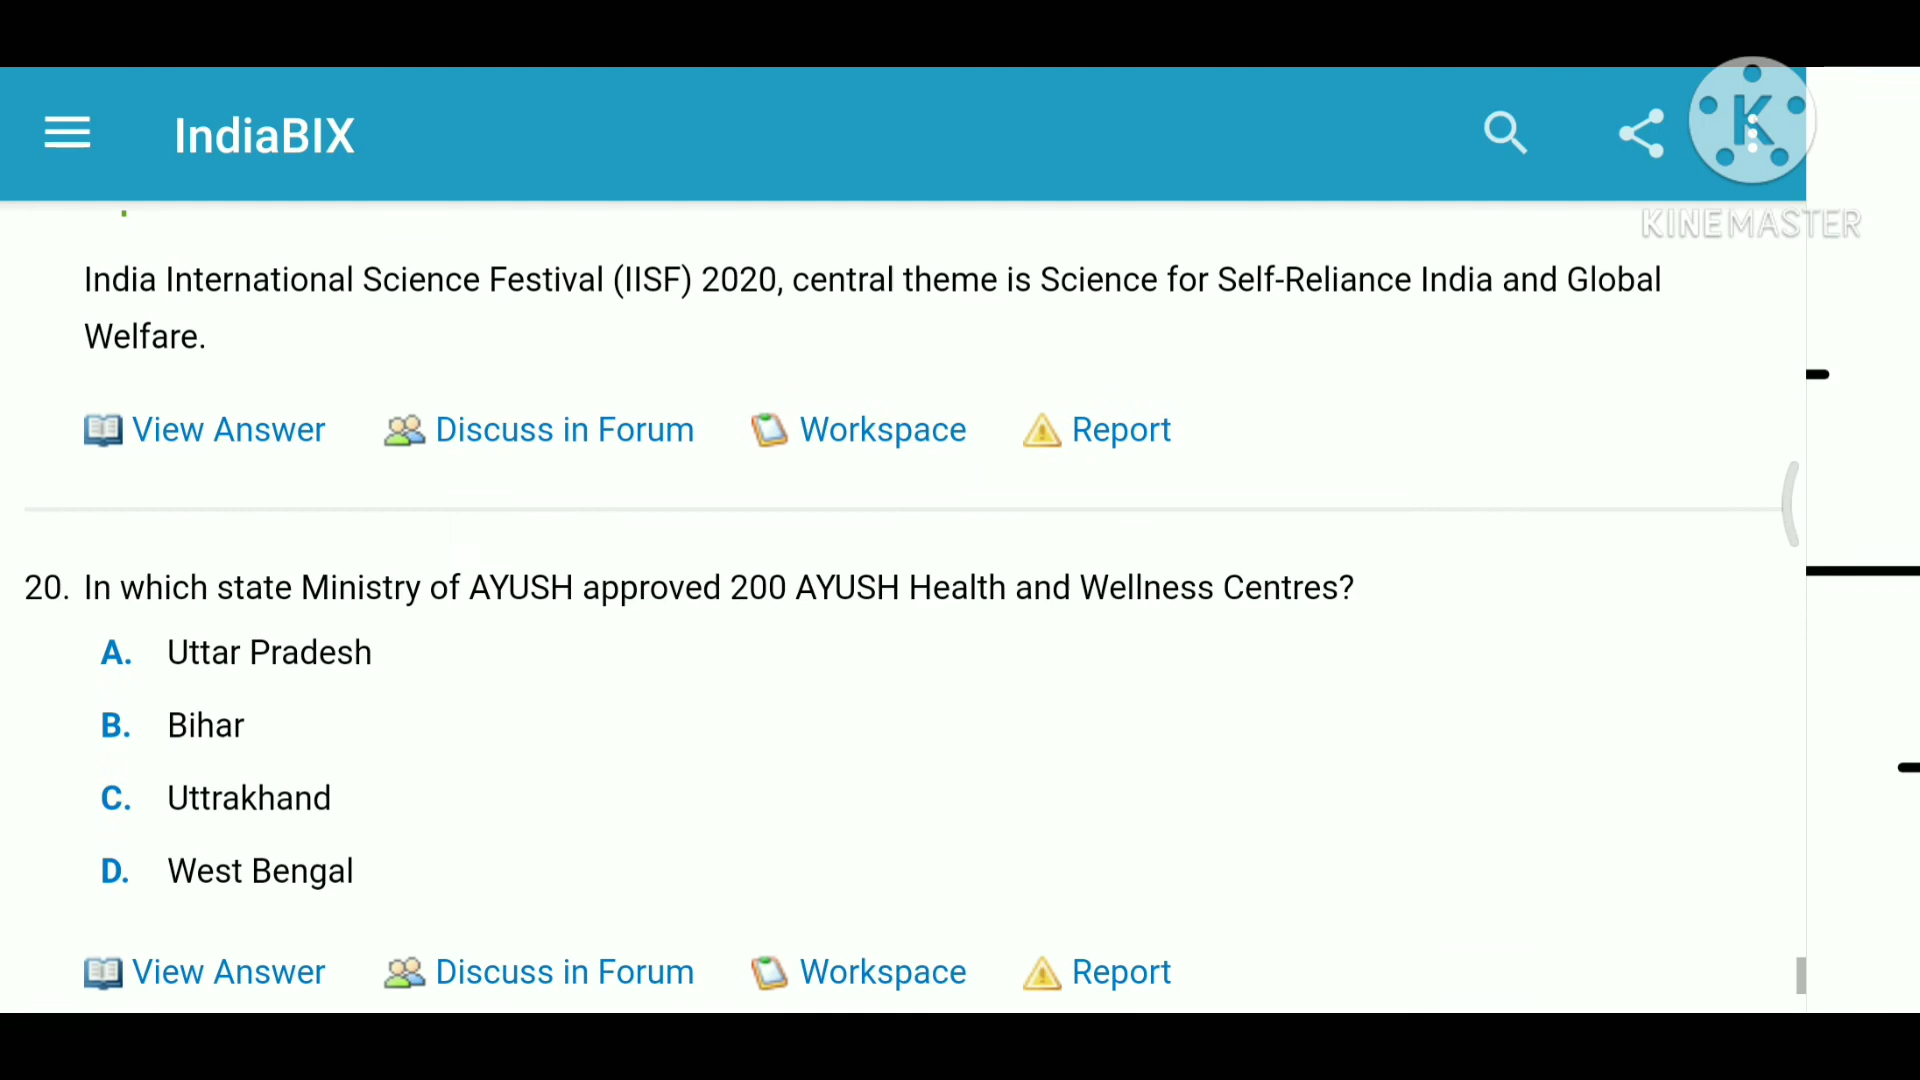 IndiaBIX
K
KINEMASTER
India International Science Festival (IISF) 2020, central theme is Science for Self-Reliance India and Global
Welfare.
View Answer Discuss in Forum Workspace Report
20. In which state Ministry of AYUSH approved 200 AYUSH Health and Wellness Centres?
A. Uttar Pradesh
B. Bihar
C. Uttrakhand
D. West Bengal
View Answer Discuss in Forum Workspace Report